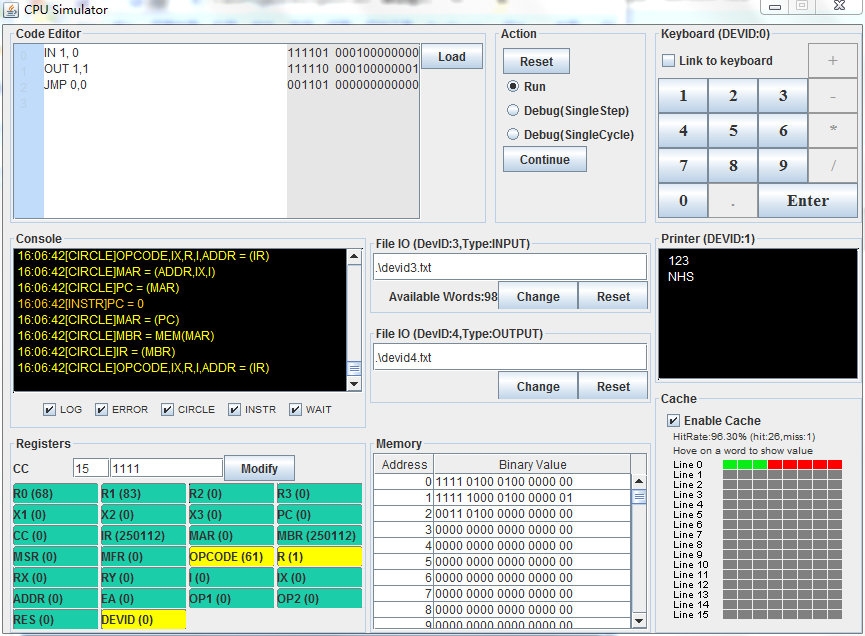 CPU Simulator
Code Editor
0 IN 1, 0 111101 000100000000
1 OUT 1,1 111110 000100000001
2 JMP 0,0 001101 000000000000
3
Load
Action
Reset
Run
Debug(SingleStep)
Debug(SingleCycle)
Continue
Keyboard (DEVID:0)
Link to keyboard +
1 2 3 -
4 5 6 *
7 8 9 /
0 . Enter
Console
16:06:42[CIRCLE]OPCODE,IX,R,I,ADDR = (IR)
16:06:42[CIRCLE]MAR = (ADDR,IX,I)
16:06:42[CIRCLE]PC = (MAR)
16:06:42[INSTR]PC = 0
16:06:42[CIRCLE]MAR = (PC)
16:06:42[CIRCLE]MBR = MEM(MAR)
16:06:42[CIRCLE]IR = (MBR)
16:06:42[CIRCLE]OPCODE,IX,R,I,ADDR = (IR)
LOG ERROR CIRCLE INSTR WAIT
File IO (DevID:3,Type:INPUT)
.\devid3.txt
Available Words:98 Change Reset
File IO (DevID:4,Type:OUTPUT)
.\devid4.txt
Change Reset
Printer (DEVID:1)
123
NHS
Registers
CC 15 1111 Modify
R0 (68) R1 (83) R2 (0) R3 (0)
X1 (0) X2 (0) X3 (0) PC (0)
CC (0) IR (250112) MAR (0) MBR (250112)
MSR (0) MFR (0) OPCODE (61) R (1)
RX (0) RY (0) I (0) IX (0)
ADDR (0) EA (0) OP1 (0) OP2 (0)
RES (0) DEVID (0)
Memory
Address Binary Value
0 1111 0100 0100 0000 00
1 1111 1000 0100 0000 01
2 0011 0100 0000 0000 00
3 0000 0000 0000 0000 00
4 0000 0000 0000 0000 00
5 0000 0000 0000 0000 00
6 0000 0000 0000 0000 00
7 0000 0000 0000 0000 00
8 0000 0000 0000 0000 00
9 0000 0000 0000 0000 00
Cache
Enable Cache
HitRate:96.30% (hit:26,miss:1)
Hove on a word to show value
Line 0
Line 1
Line 2
Line 3
Line 4
Line 5
Line 6
Line 7
Line 8
Line 9
Line 10
Line 11
Line 12
Line 13
Line 14
Line 15